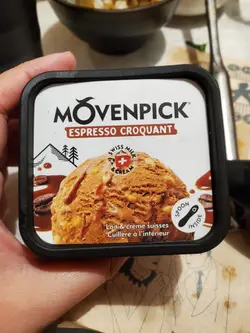 MÖVENPICK
ESPRESSO CROQUANT
SWISS MILK
& CREAM
Lait & crème suisses
Cuillère à l'intérieur
SPOON
INSIDE